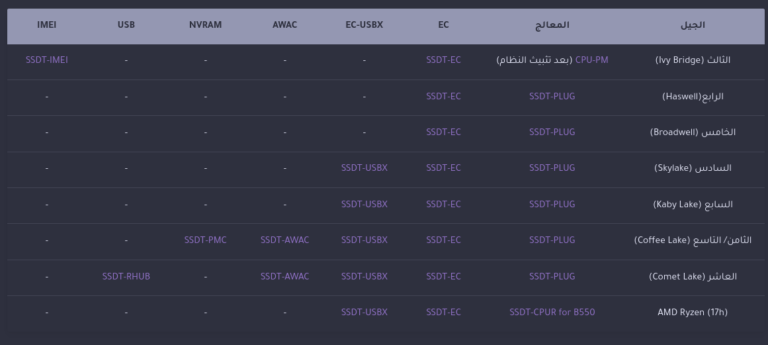 الجيل المعالج EC EC-USBX AWAC NVRAM USB IMEI
الثالث (Ivy Bridge) CPU-PM (بعد تثبيث النظام) SSDT-EC - - - - SSDT-IMEI
الرابع(Haswell) SSDT-PLUG SSDT-EC - - - - -
الخامس (Broadwell) SSDT-PLUG SSDT-EC - - - - -
السادس (Skylake) SSDT-PLUG SSDT-EC SSDT-USBX - - - -
السابع (Kaby Lake) SSDT-PLUG SSDT-EC SSDT-USBX - - - -
الثامن/ التاسع (Coffee Lake) SSDT-PLUG SSDT-EC SSDT-USBX SSDT-AWAC SSDT-PMC - -
العاشر (Comet Lake) SSDT-PLUG SSDT-EC SSDT-USBX SSDT-AWAC - SSDT-RHUB -
AMD Ryzen (17h) SSDT-CPUR for B550 SSDT-EC SSDT-USBX - - - -